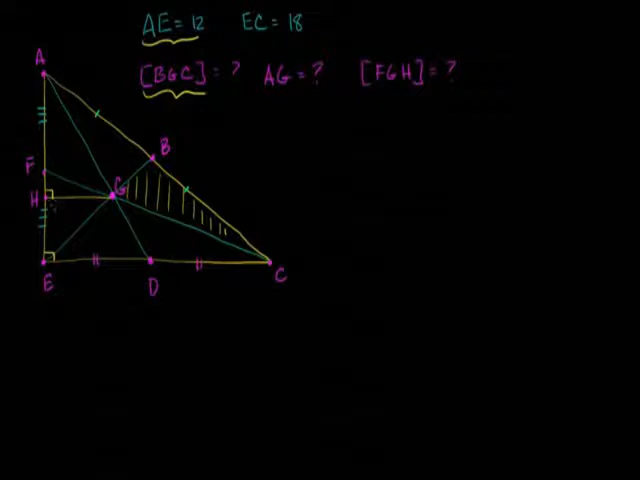 AE = 12 EC = 18
[BGC] = ? AG = ? [FGH] = ?
A
B
F
G
H
E
D
C